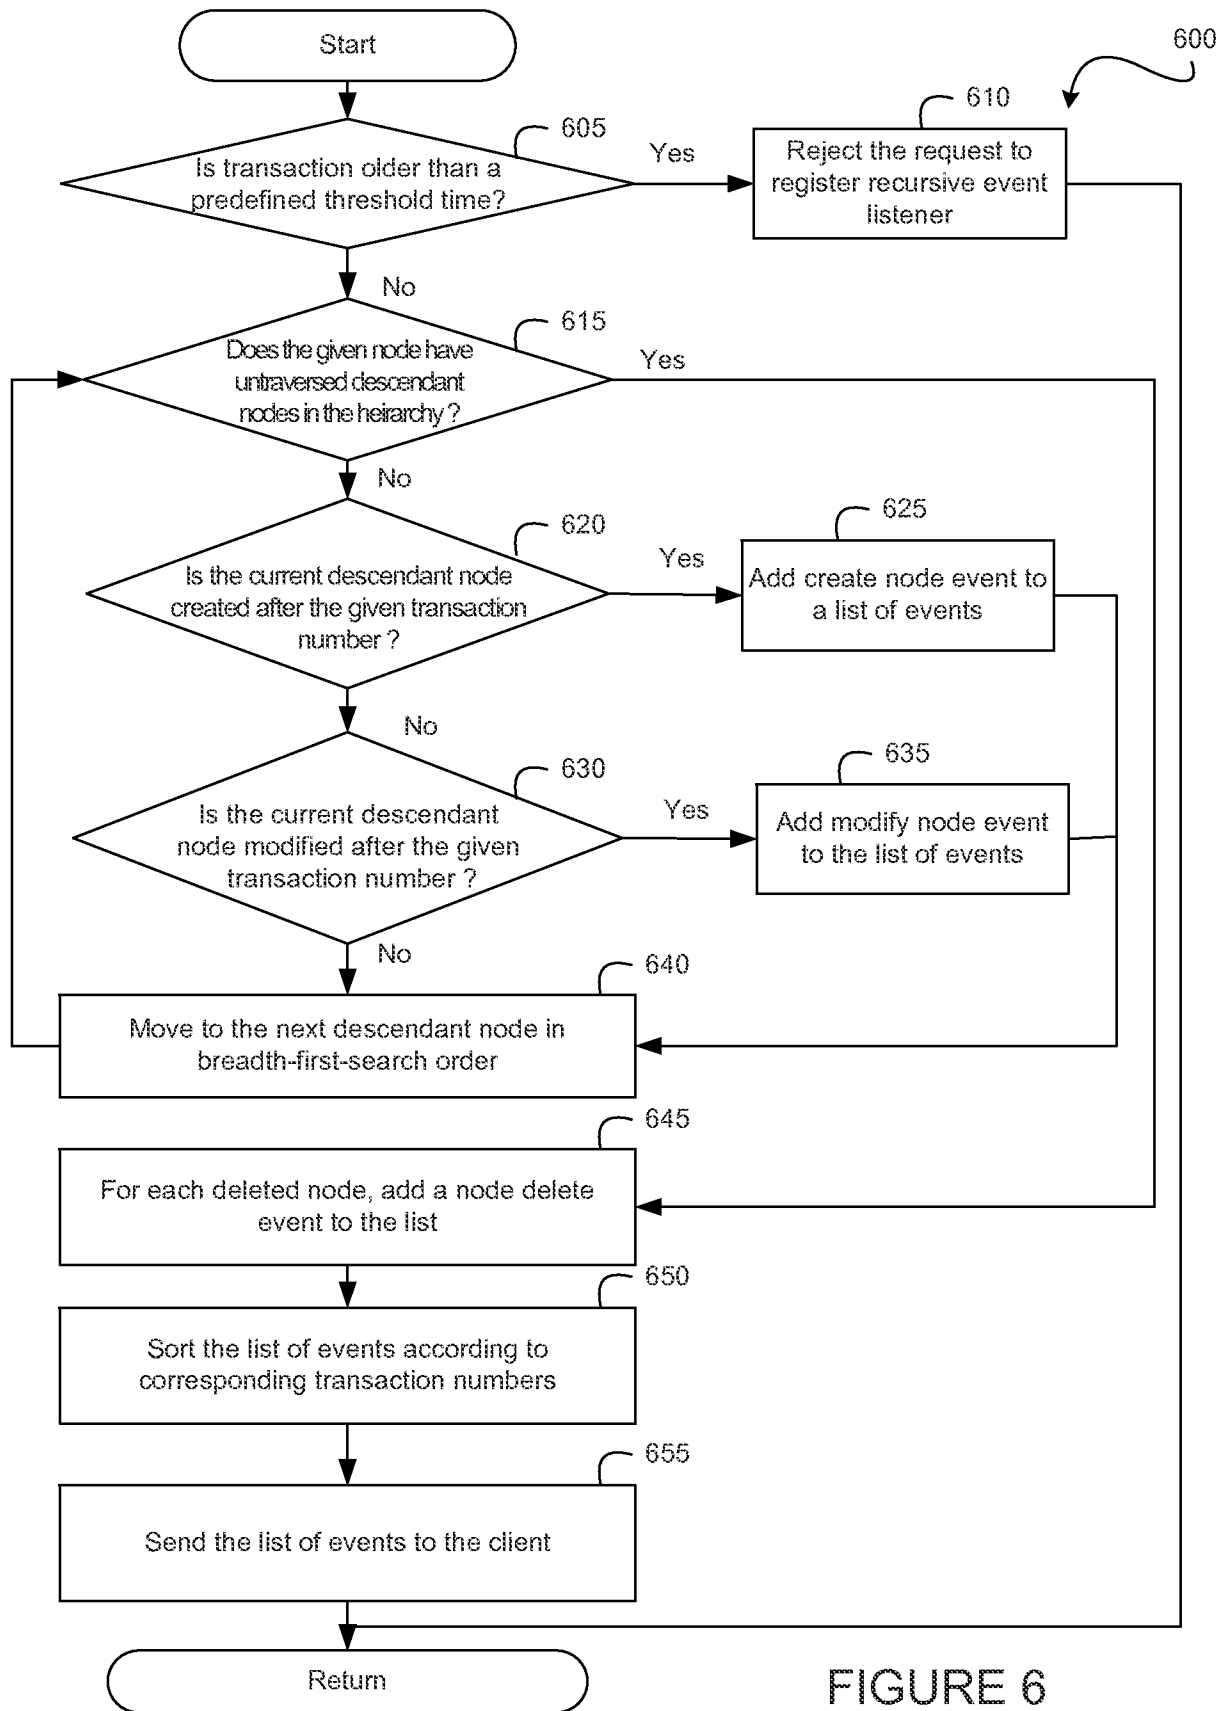 Start
600
605
Is transaction older than a
predefined threshold time?
Yes
610
Reject the request to
register recursive event
listener
No
615
Does the given node have
untraversed descendant
nodes in the heirarchy ?
Yes
No
620
Is the current descendant node
created after the given transaction
number ?
Yes
625
Add create node event to
a list of events
No
630
Is the current descendant
node modified after the given
transaction number ?
Yes
635
Add modify node event
to the list of events
No
640
Move to the next descendant node in
breadth-first-search order
645
For each deleted node, add a node delete
event to the list
650
Sort the list of events according to
corresponding transaction numbers
655
Send the list of events to the client
Return
FIGURE 6